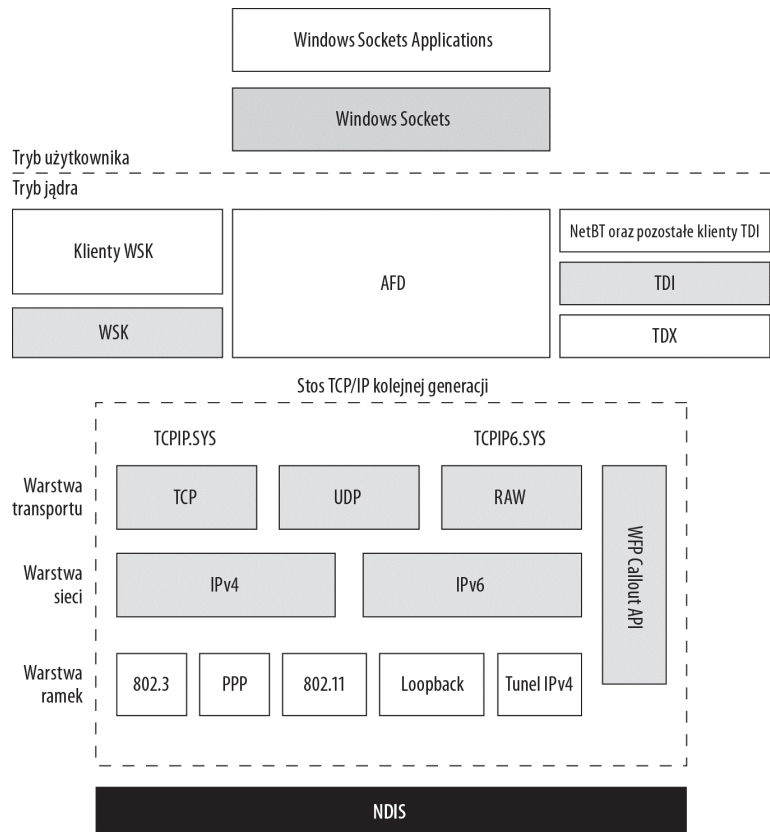 Windows Sockets Applications
Windows Sockets
Tryb użytkownika
Tryb jądra
Klienty WSK
WSK
AFD
NetBT oraz pozostałe klienty TDI
TDI
TDX
Stos TCP/IP kolejnej generacji
TCPIP.SYS
TCPIP6.SYS
Warstwa
transportu
TCP
UDP
RAW
WFP Callout API
Warstwa
sieci
IPv4
IPv6
Warstwa
ramek
802.3
PPP
802.11
Loopback
Tunel IPv4
NDIS